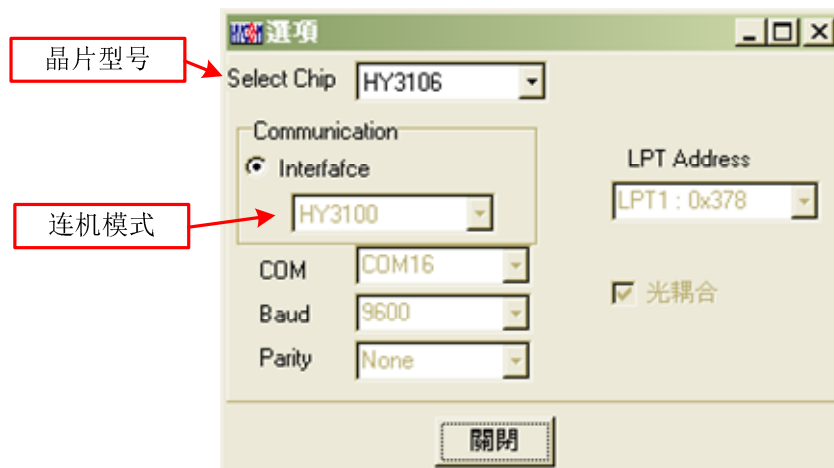 選項
晶片型号
Select Chip
HY3106
Communication
Interfafce
HY3100
连机模式
LPT Address
LPT1 : 0x378
COM
COM16
光耦合
Baud
9600
Parity
None
關閉